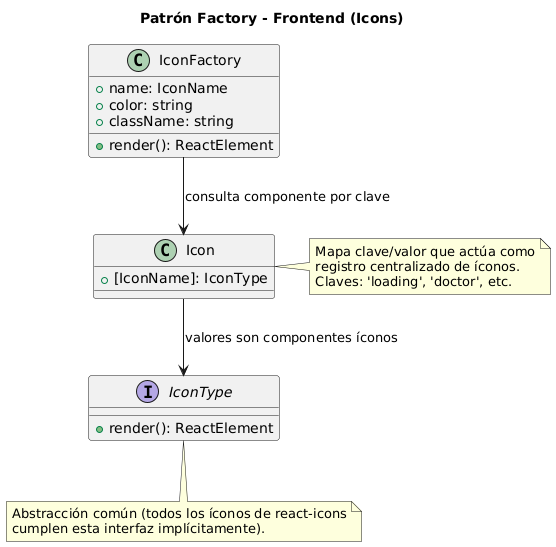 Patrón Factory - Frontend (Icons)
C IconFactory
name: IconName
color: string
className: string
render(): ReactElement
consulta componente por clave
C Icon
[IconName]: IconType
Mapa clave/valor que actúa como
registro centralizado de íconos.
Claves: 'loading', 'doctor', etc.
valores son componentes íconos
I IconType
render(): ReactElement
Abstracción común (todos los íconos de react-icons
cumplen esta interfaz implícitamente).